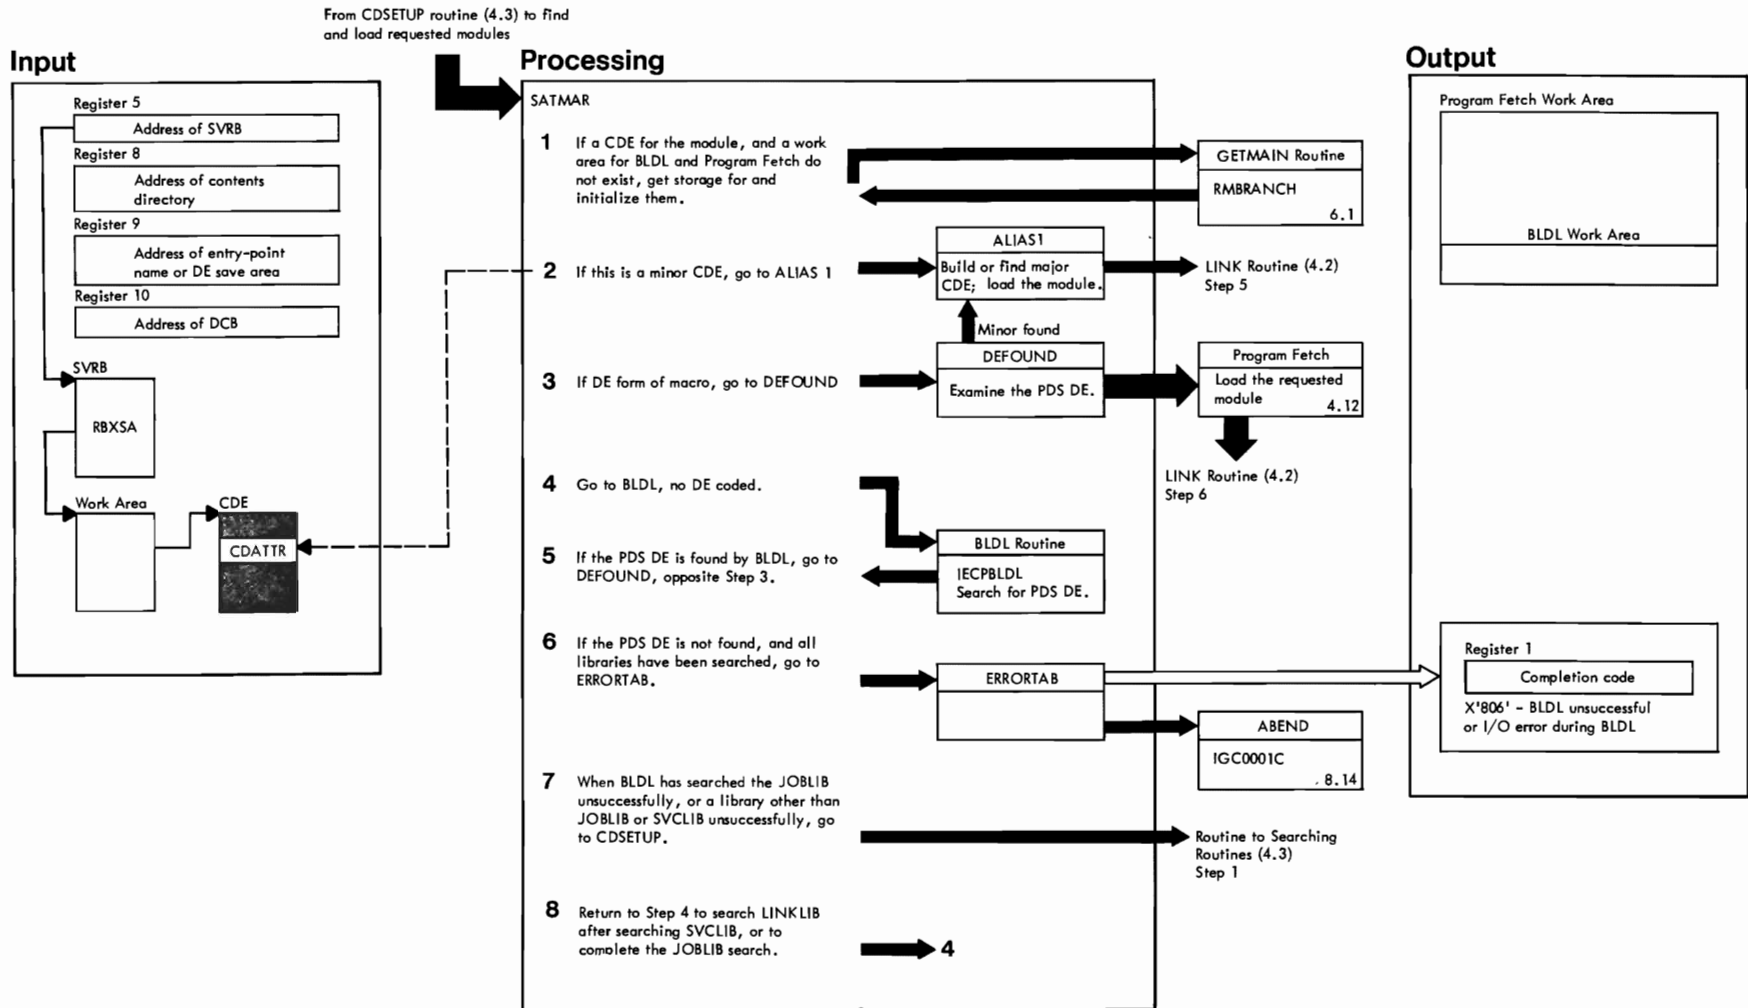 From CDSETUP routine (4.3) to find
and load requested modules
Input
Register 5
Address of SVRB
Register 8
Address of contents
directory
Register 9
Address of entry-point
name or DE save area
Register 10
Address of DCB
SVRB
RBXSA
Work Area
CDE
CDATTR
Processing
SATMAR
1
If a CDE for the module, and a work
area for BLDL and Program Fetch do
not exist, get storage for and
initialize them.
GETMAIN Routine
RMBRANCH
6.1
2
If this is a minor CDE, go to ALIAS 1
ALIAS1
Build or find major
CDE; load the module.
LINK Routine (4.2)
Step 5
Minor found
3
If DE form of macro, go to DEFOUND
DEFOUND
Examine the PDS DE.
Program Fetch
Load the requested
module
4.12
LINK Routine (4.2)
Step 6
4
Go to BLDL, no DE coded.
5
If the PDS DE is found by BLDL, go to
DEFOUND, opposite Step 3.
BLDL Routine
IECPBLDL
Search for PDS DE.
6
If the PDS DE is not found, and all
libraries have been searched, go to
ERRORTAB.
ERRORTAB
ABEND
IGC0001C
8.14
7
When BLDL has searched the JOBLIB
unsuccessfully, or a library other than
JOBLIB or SVCLIB unsuccessfully, go
to CDSETUP.
Routine to Searching
Routines (4.3)
Step 1
8
Return to Step 4 to search LINKLIB
after searching SVCLIB, or to
complete the JOBLIB search.
4
Output
Program Fetch Work Area
BLDL Work Area
Register 1
Completion code
X'806' - BLDL unsuccessful
or I/O error during BLDL